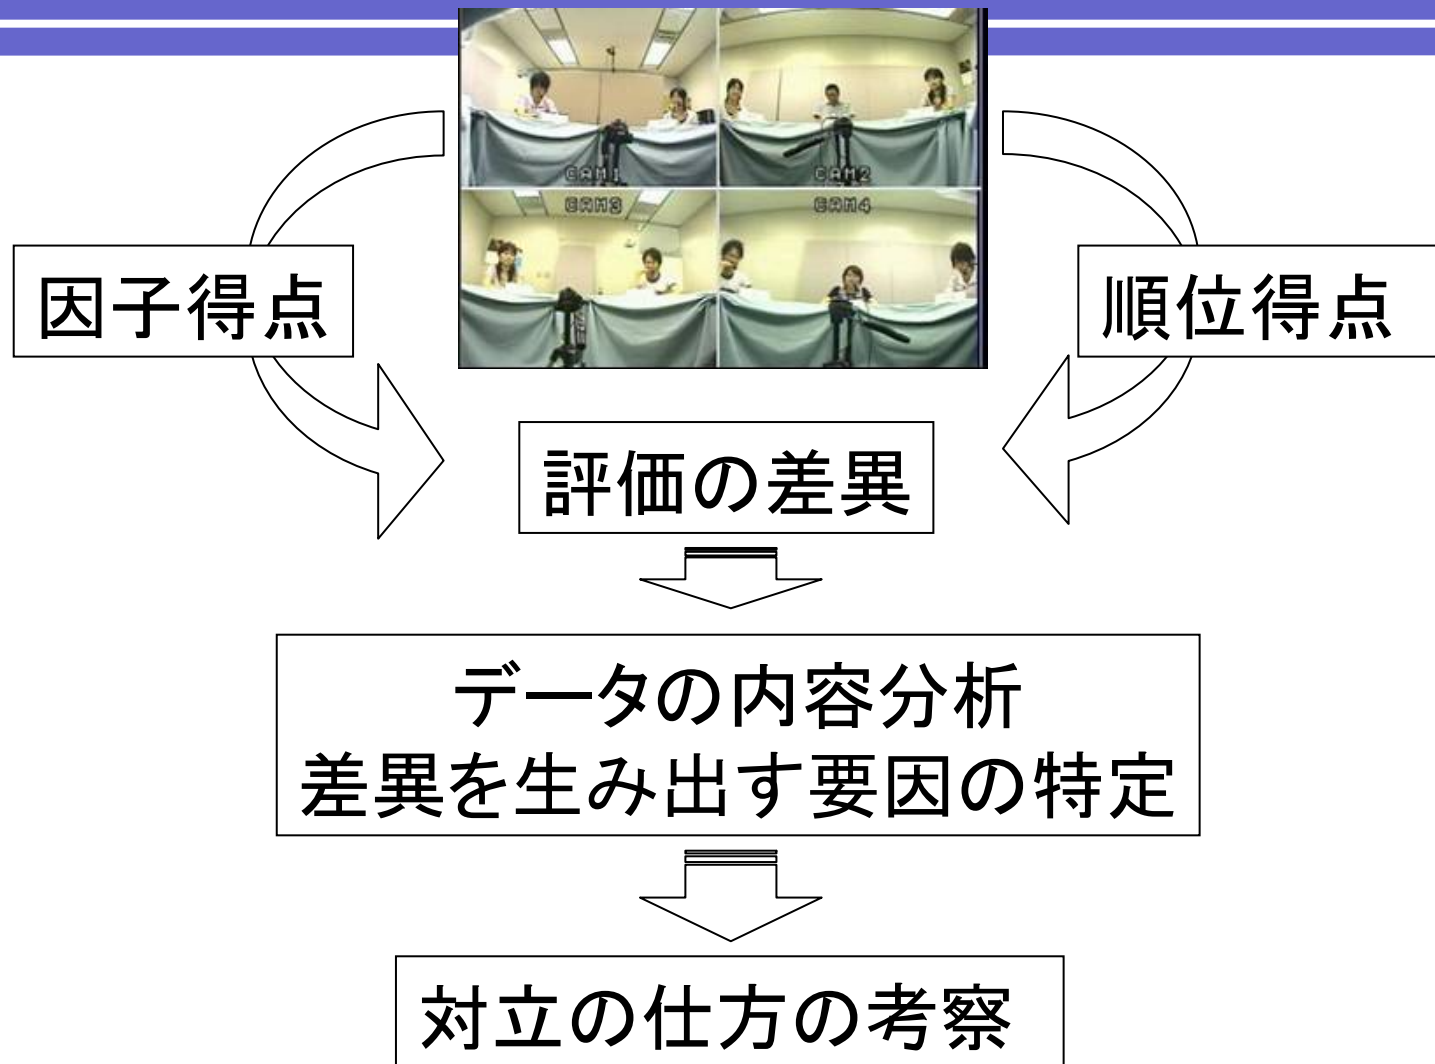 CAM1
CAM2
CAM3
CAM4
因子得点
順位得点
評価の差異
データの内容分析
差異を生み出す要因の特定
対立の仕方の考察